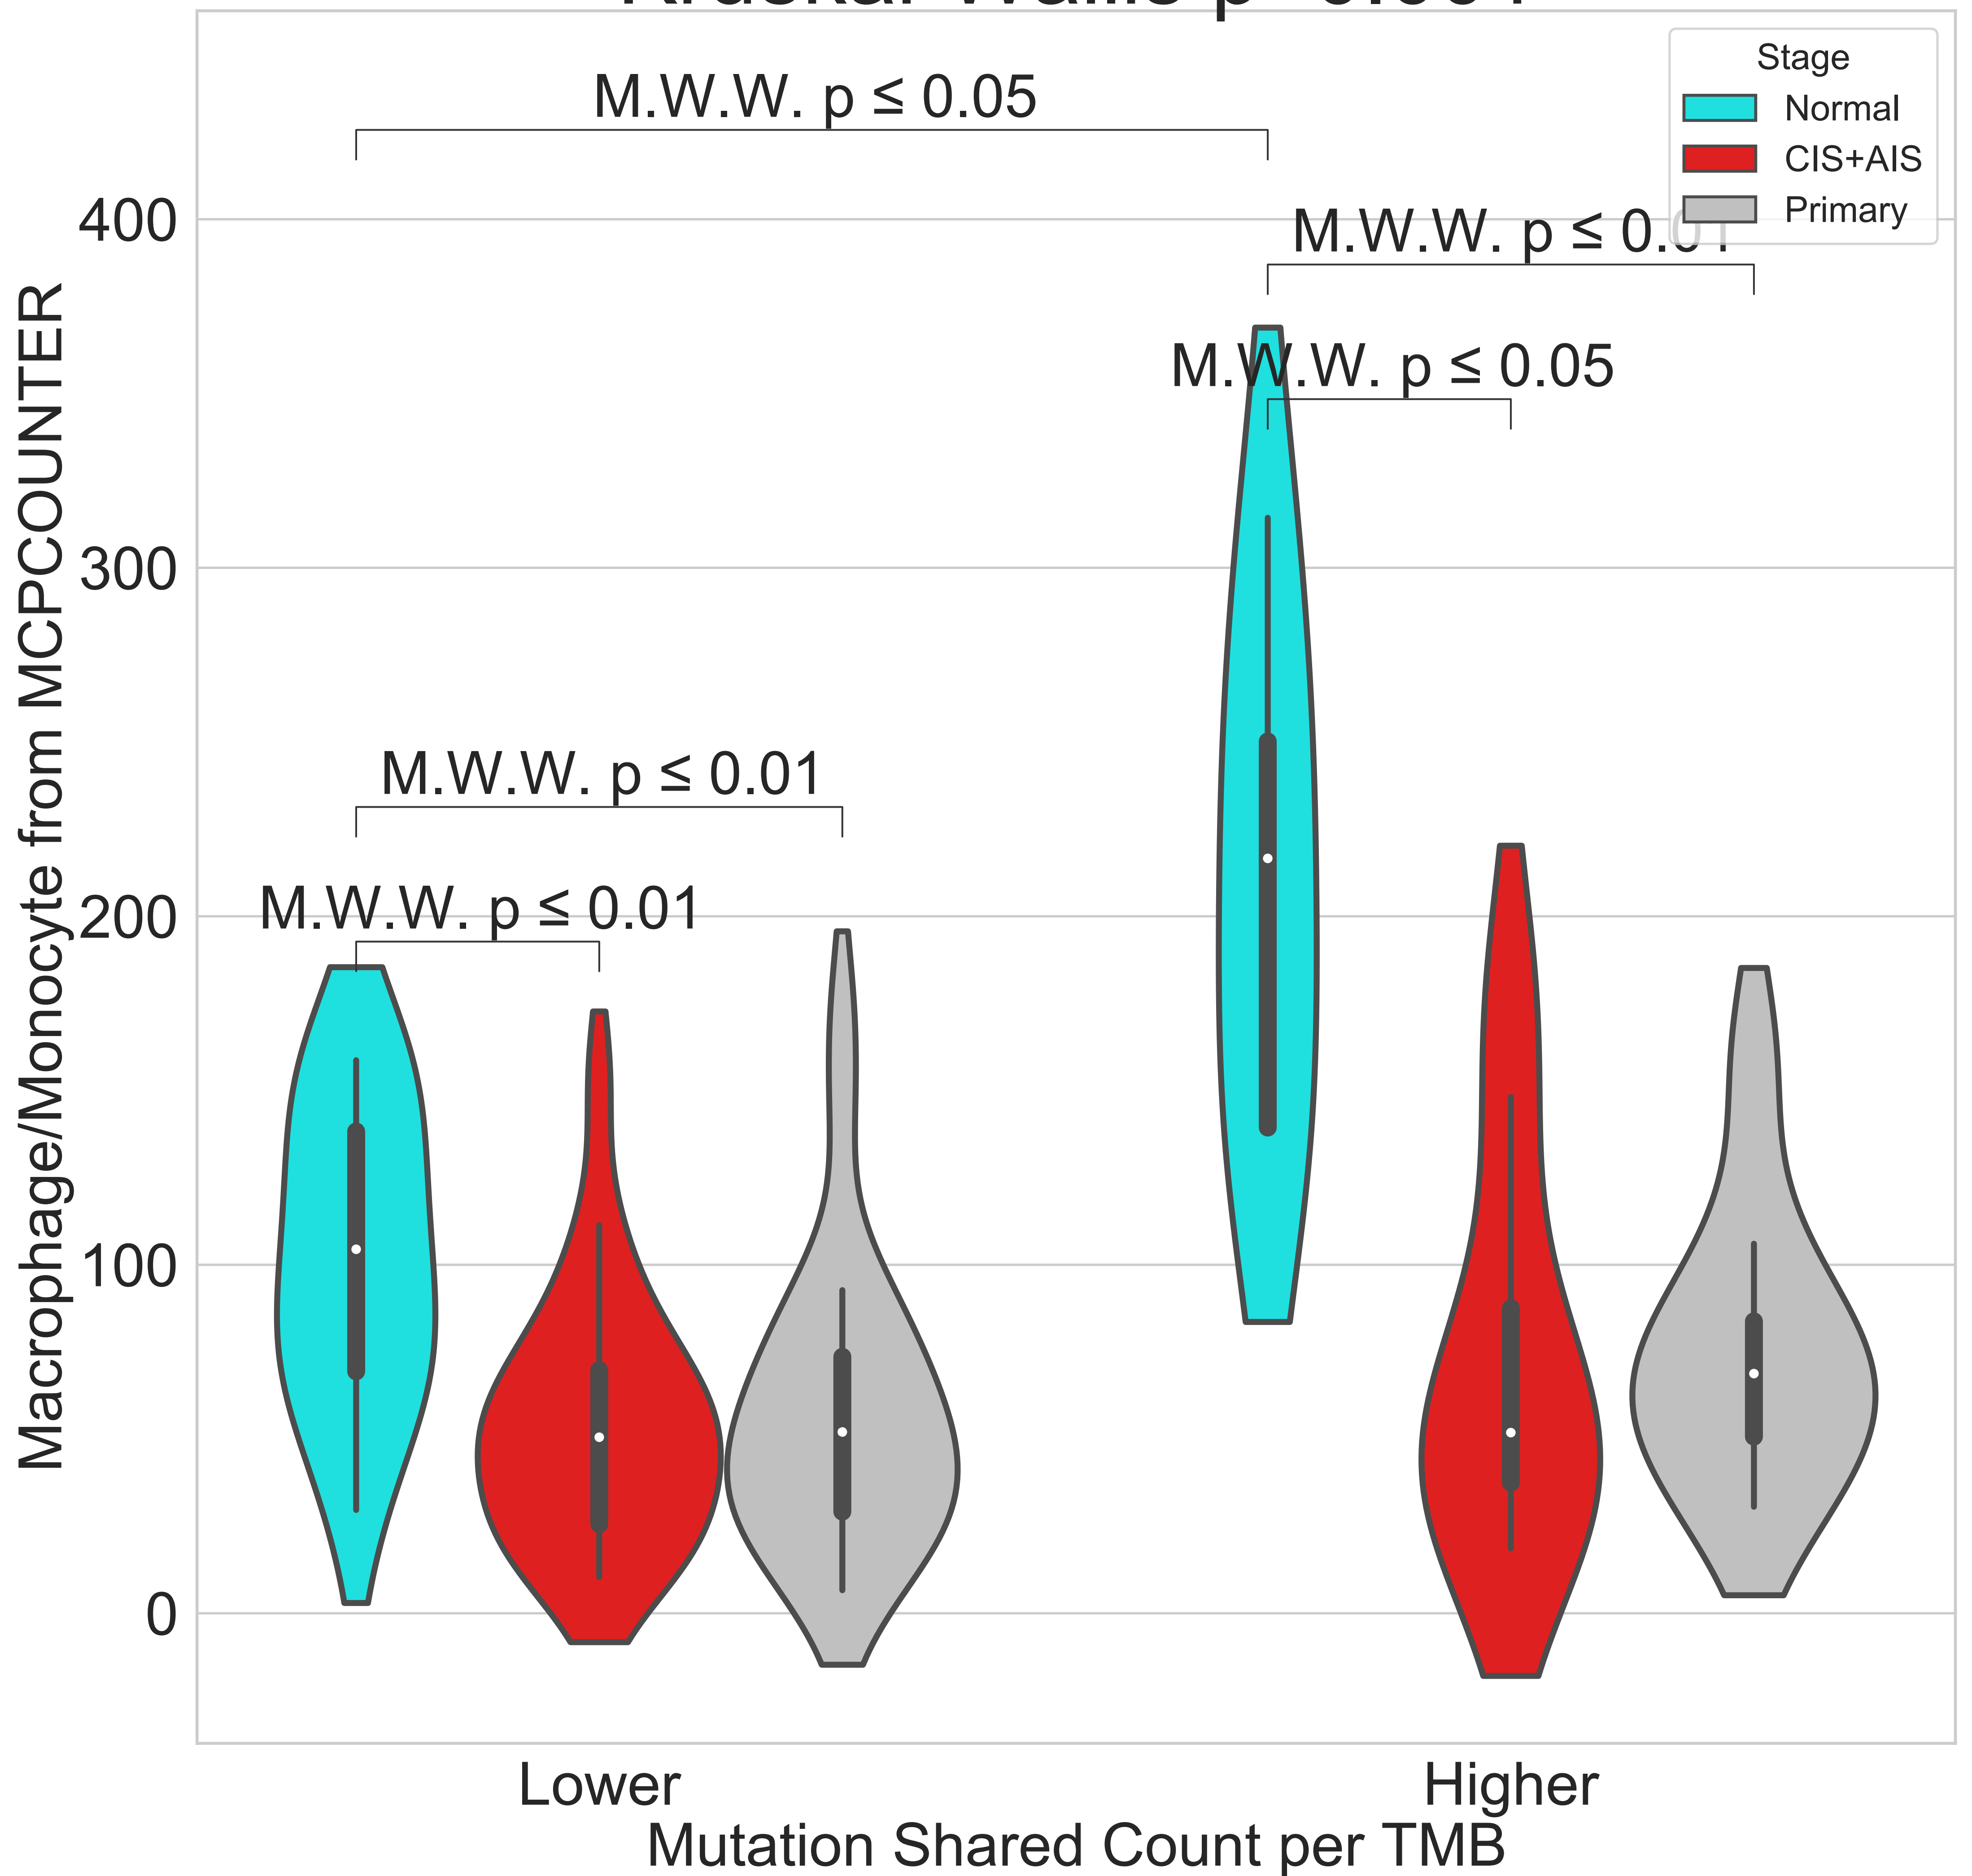 M.W.W. p ≤ 0.05
Stage
Normal
CIS+AIS
Primary
M.W.W. p ≤ 0.01
M.W.W. p ≤ 0.05
M.W.W. p ≤ 0.01
M.W.W. p ≤ 0.01
400
300
200
100
0
Macrophage/Monocyte from MCPCOUNTER
Lower
Higher
Mutation Shared Count per TMB